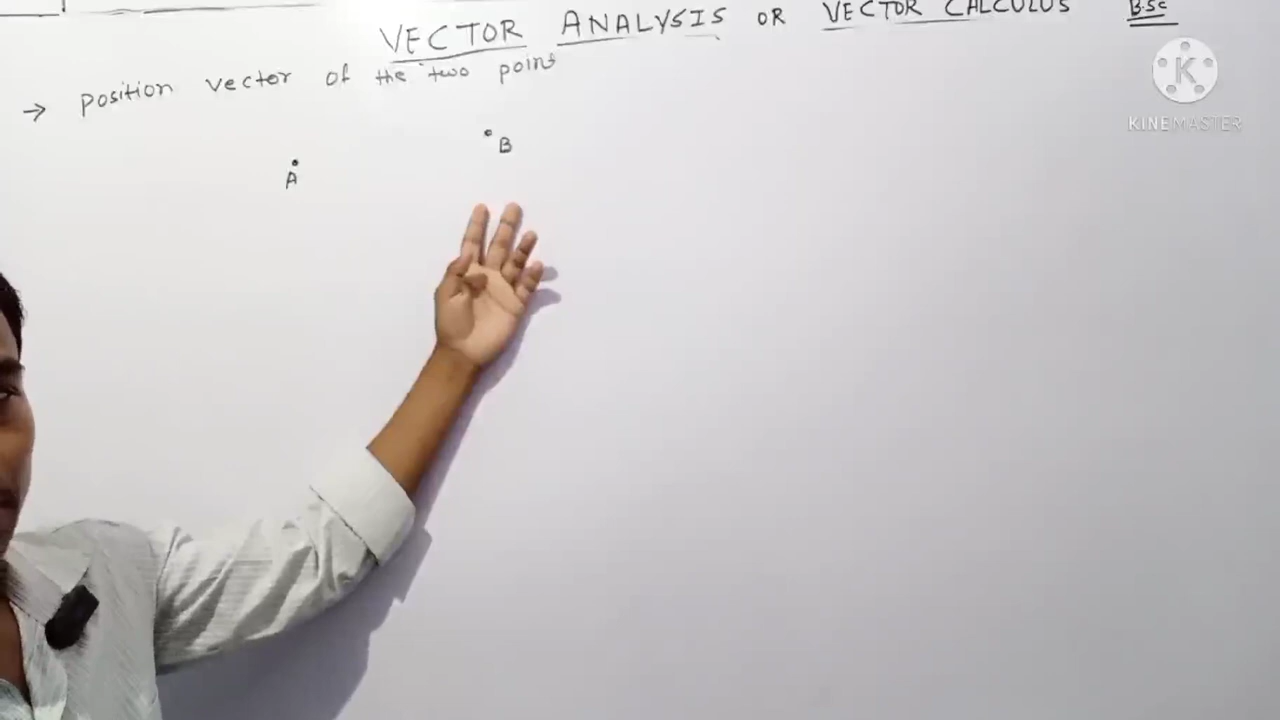 VECTOR ANALYSIS OR VECTOR CALCULUS B.Sc
→ position vector of the two points
B
A
KINEMASTER